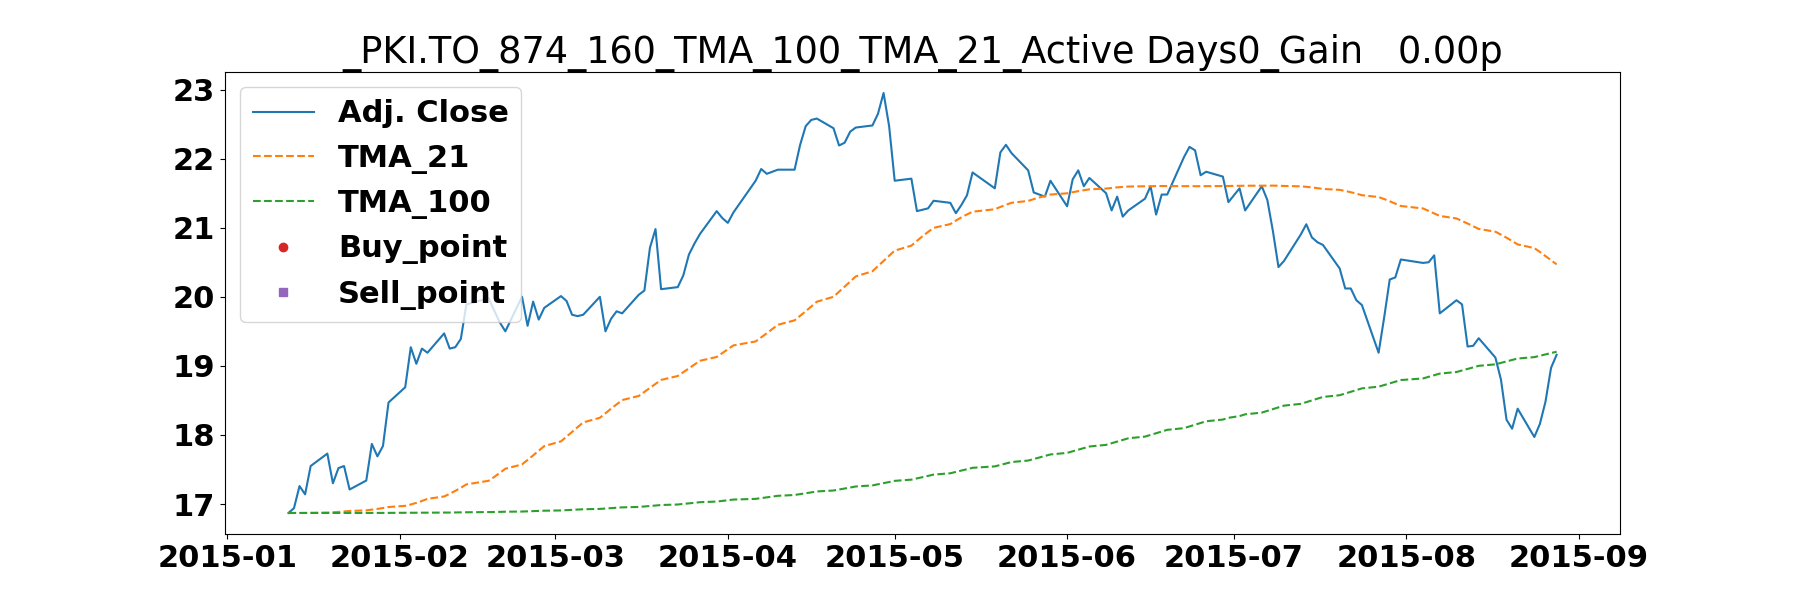 _PKI.TO_874_160_TMA_100_TMA_21_Active Days0_Gain   0.00p
23
22
21
20
19
18
17
Adj. Close
TMA_21
TMA_100
Buy_point
Sell_point
2015-01 2015-02 2015-03 2015-04 2015-05 2015-06 2015-07 2015-08 2015-09